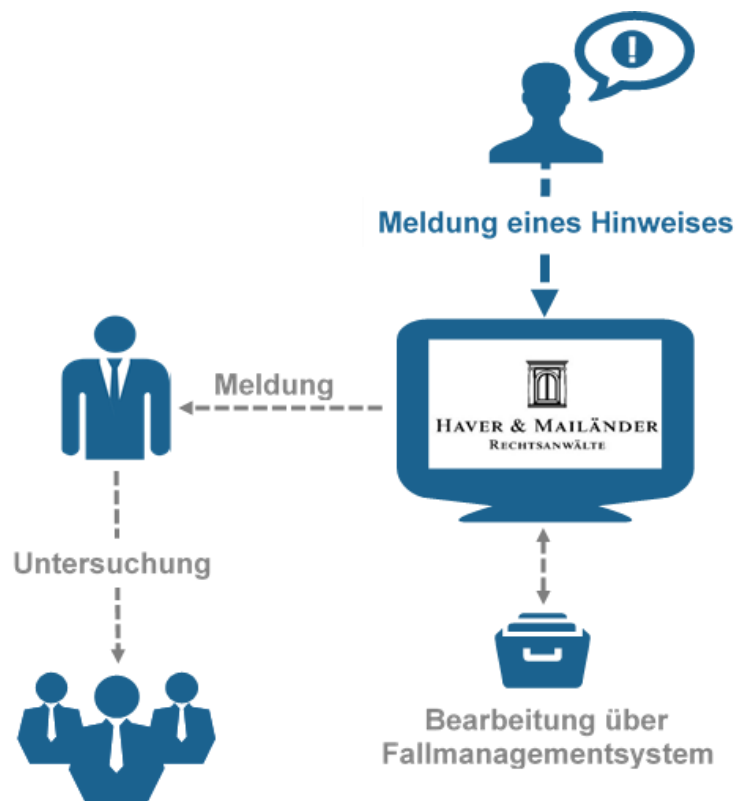 !
Meldung eines Hinweises
HAVER & MAILÄNDER
RECHTSANWÄLTE
Meldung
Untersuchung
Bearbeitung über
Fallmanagementsystem